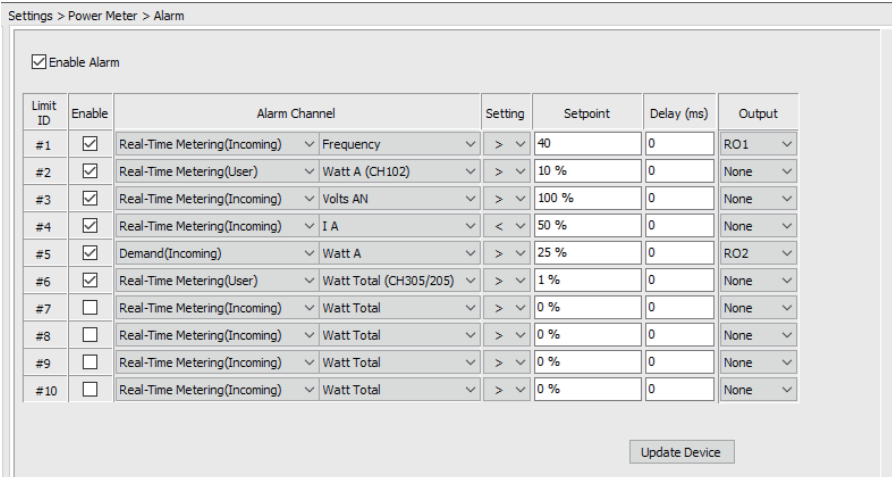 Settings > Power Meter > Alarm
Enable Alarm
Limit ID Enable Alarm Channel Setting Setpoint Delay (ms) Output
#1 Real-Time Metering(Incoming) Frequency > 40 0 RO1
#2 Real-Time Metering(User) Watt A (CH102) > 10 % 0 None
#3 Real-Time Metering(Incoming) Volts AN > 100 % 0 None
#4 Real-Time Metering(Incoming) I A < 50 % 0 None
#5 Demand(Incoming) Watt A > 25 % 0 RO2
#6 Real-Time Metering(User) Watt Total (CH305/205) > 1 % 0 None
#7 Real-Time Metering(Incoming) Watt Total > 0 % 0 None
#8 Real-Time Metering(Incoming) Watt Total > 0 % 0 None
#9 Real-Time Metering(Incoming) Watt Total > 0 % 0 None
#10 Real-Time Metering(Incoming) Watt Total > 0 % 0 None
Update Device